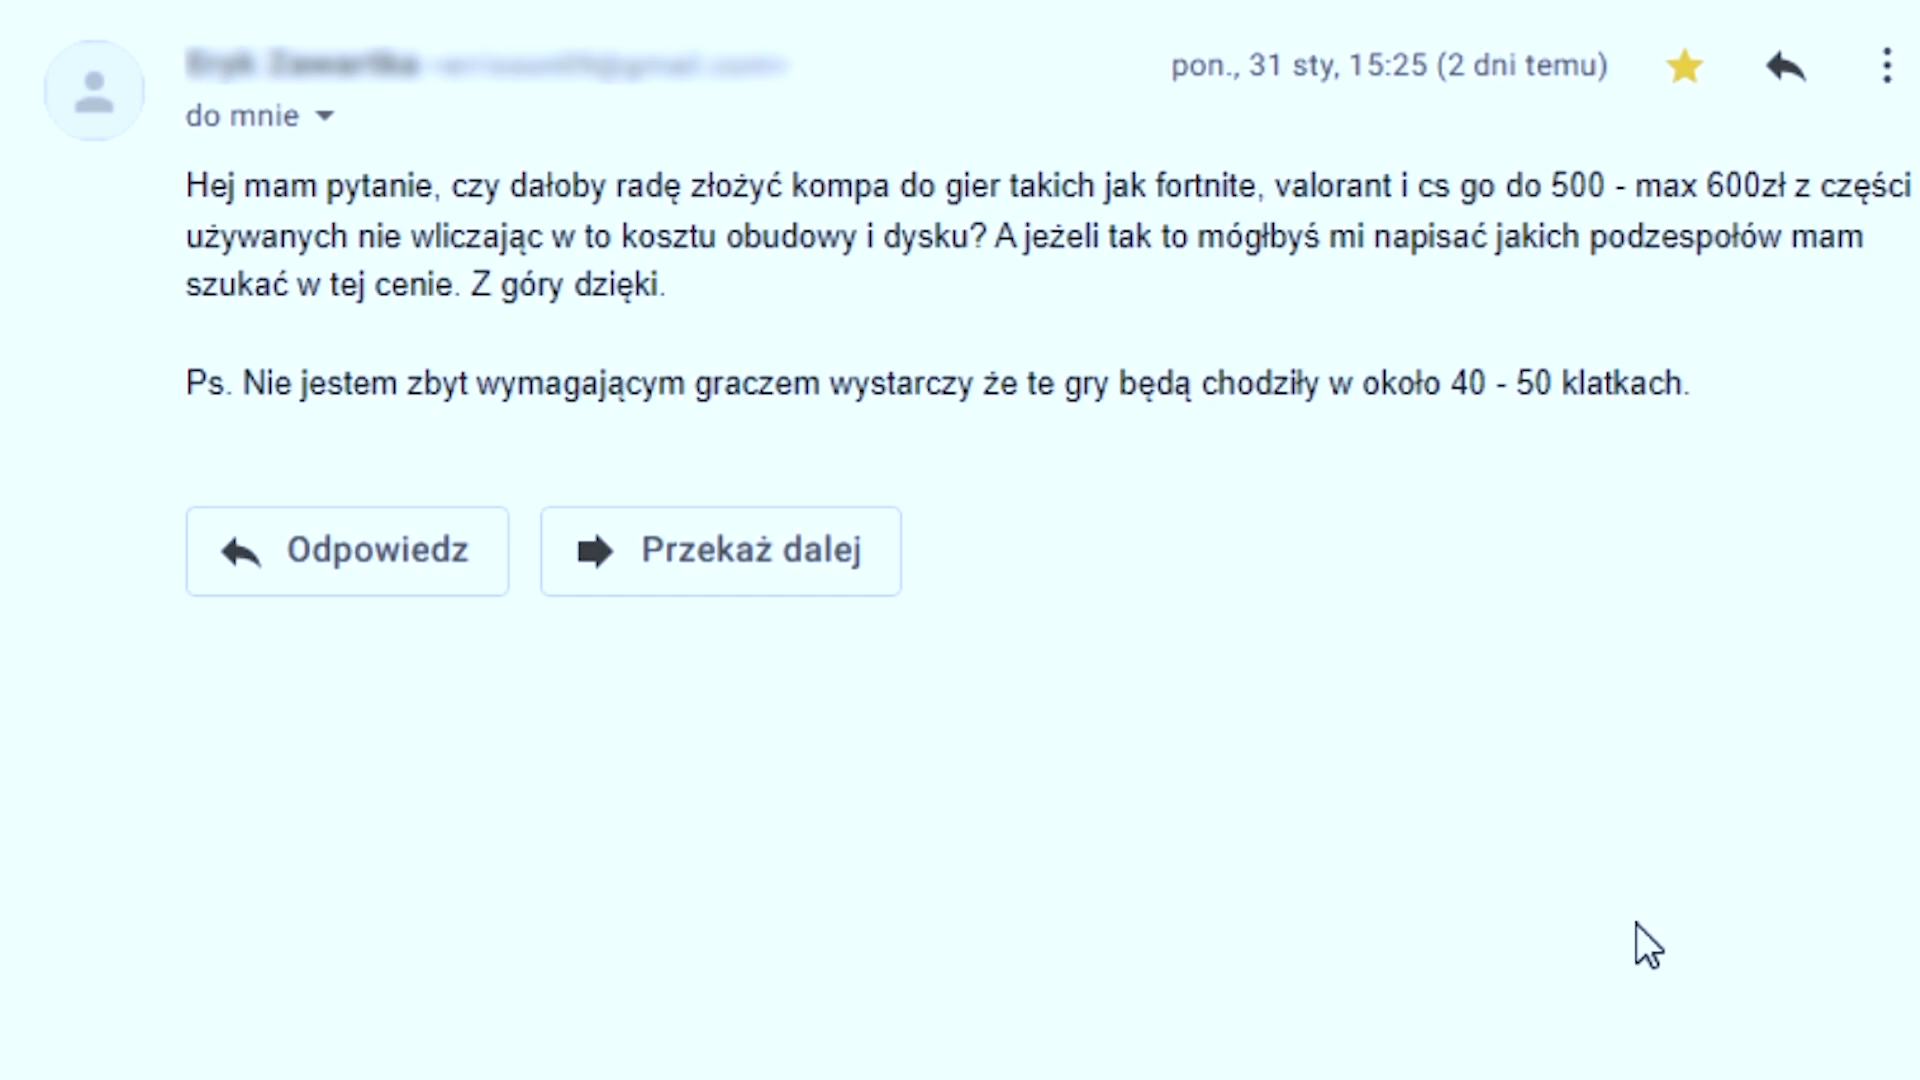 pon., 31 sty, 15:25 (2 dni temu)
do mnie
Hej mam pytanie, czy dałoby radę złożyć kompa do gier takich jak fortnite, valorant i cs go do 500 - max 600zł z części
używanych nie wliczając w to kosztu obudowy i dysku? A jeżeli tak to mógłbyś mi napisać jakich podzespołów mam
szukać w tej cenie. Z góry dzięki.
Ps. Nie jestem zbyt wymagającym graczem wystarczy że te gry będą chodziły w około 40 - 50 klatkach.
Odpowiedz
Przekaż dalej